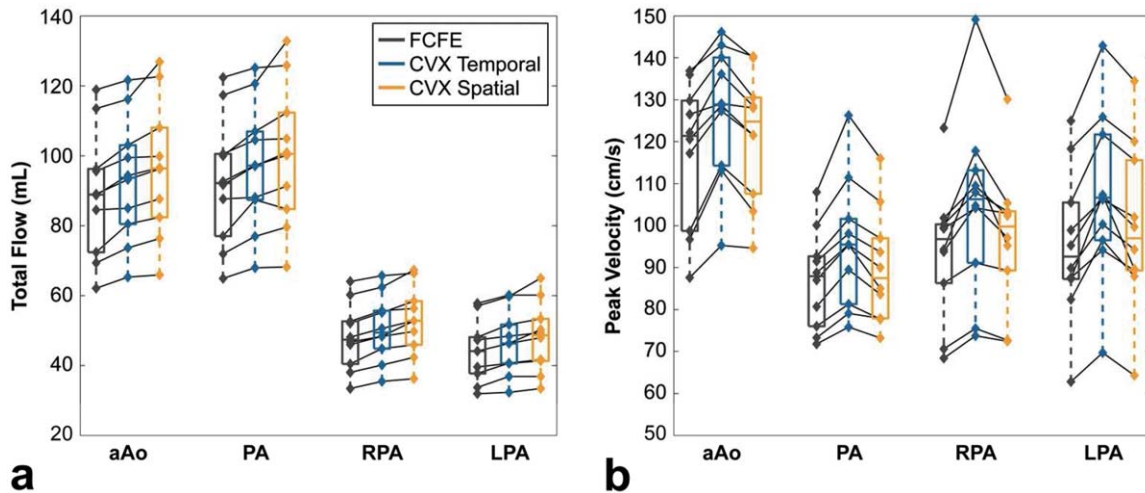 Total Flow (mL)
140
120
100
80
60
40
20
FCFE
CVX Temporal
CVX Spatial
aAo PA RPA LPA
a
Peak Velocity (cm/s)
150
140
130
120
110
100
90
80
70
60
50
aAo PA RPA LPA
b